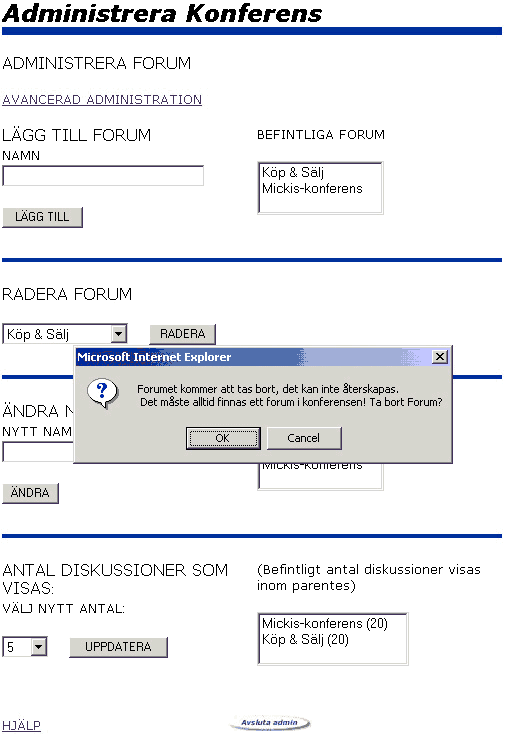 Administrera Konferens
ADMINISTRERA FORUM
AVANCERAD ADMINISTRATION
LÄGG TILL FORUM
NAMN
LÄGG TILL
BEFINTLIGA FORUM
Köp & Sälj
Mickis-konferens
RADERA FORUM
Köp & Sälj
RADERA
Microsoft Internet Explorer
Forumet kommer att tas bort, det kan inte återskapas.
Det måste alltid finnas ett forum i konferensen! Ta bort Forum?
OK
Cancel
ÄNDRA N
NYTT NAM
Mickis-konferens
ÄNDRA
ANTAL DISKUSSIONER SOM
VISAS:
VÄLJ NYTT ANTAL:
5
UPPDATERA
(Befintligt antal diskussioner visas
inom parentes)
Mickis-konferens (20)
Köp & Sälj (20)
HJÄLP
Avsluta admin